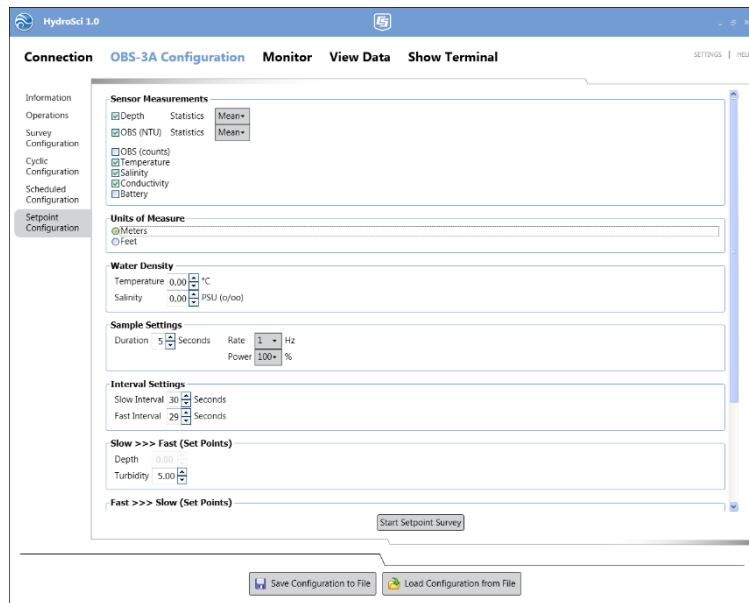 HydroSci 1.0
Connection OBS-3A Configuration Monitor View Data Show Terminal
SETTINGS | HEL
Information
Operations
Survey
Configuration
Cyclic
Configuration
Scheduled
Configuration
Setpoint
Configuration
Sensor Measurements
Depth Statistics Mean
OBS (NTU) Statistics Mean
OBS (counts)
Temperature
Salinity
Conductivity
Battery
Units of Measure
Meters
Feet
Water Density
Temperature 0.00 °C
Salinity 0.00 PSU (o/oo)
Sample Settings
Duration 5 Seconds Rate 1 Hz
Power 100 %
Interval Settings
Slow Interval 30 Seconds
Fast Interval 29 Seconds
Slow >>> Fast (Set Points)
Depth 0.00
Turbidity 5.00
Fast >>> Slow (Set Points)
Start Setpoint Survey
Save Configuration to File Load Configuration from File